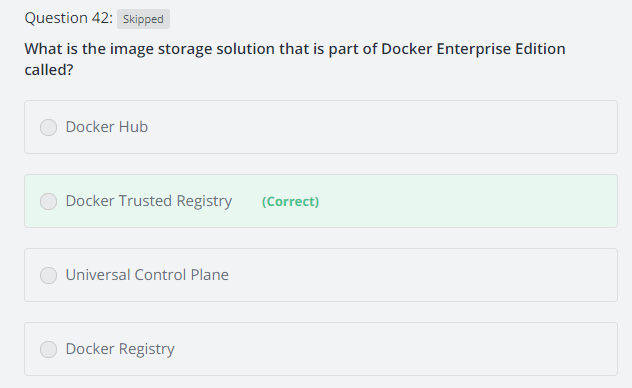 Question 42: Skipped
What is the image storage solution that is part of Docker Enterprise Edition
called?
Docker Hub
Docker Trusted Registry (Correct)
Universal Control Plane
Docker Registry